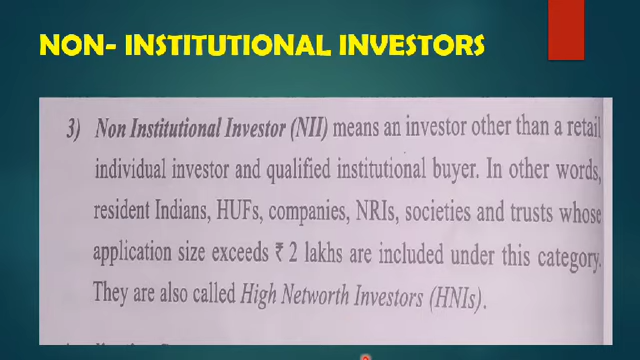 NON- INSTITUTIONAL INVESTORS
3) Non Institutional Investor (NII) means an investor other than a retail
individual investor and qualified institutional buyer. In other words,
resident Indians, HUFs, companies, NRIs, societies and trusts whose
application size exceeds ₹ 2 lakhs are included under this category.
They are also called High Networth Investors (HNIs).